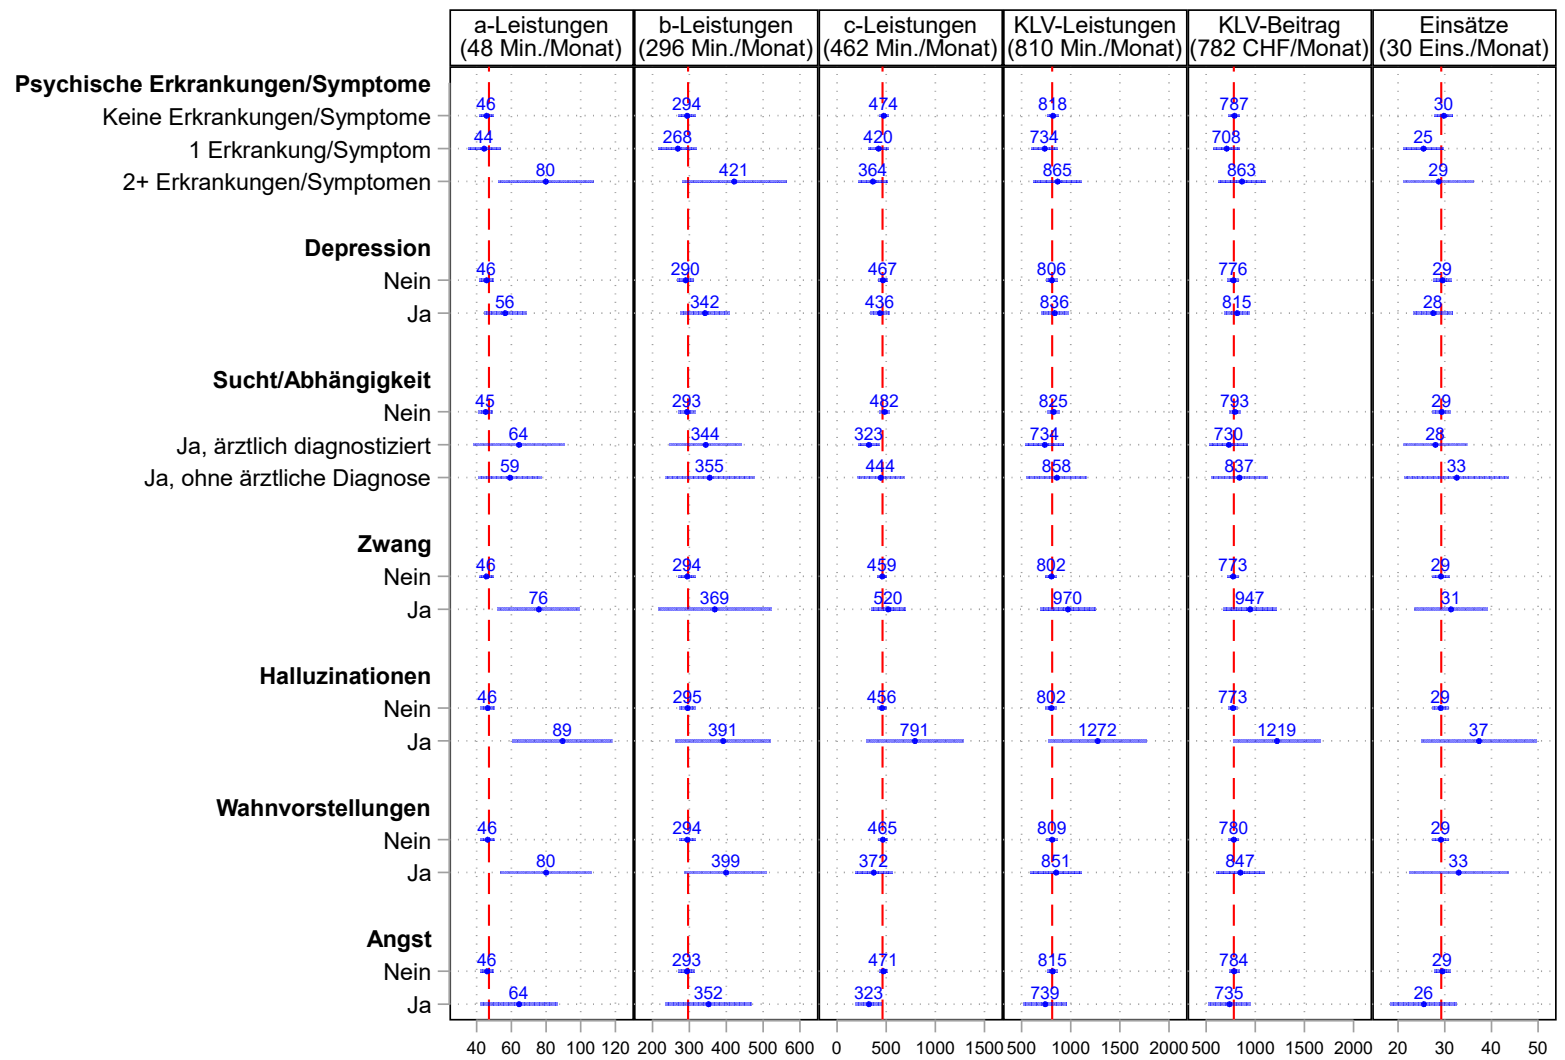 a-Leistungen b-Leistungen c-Leistungen KLV-Leistungen KLV-Beitrag Einsätze
(48 Min./Monat) (296 Min./Monat) (462 Min./Monat) (810 Min./Monat) (782 CHF/Monat) (30 Eins./Monat)
Psychische Erkrankungen/Symptome
Keine Erkrankungen/Symptome 46 294 474 818 787 30
1 Erkrankung/Symptom 44 268 420 734 708 25
2+ Erkrankungen/Symptomen 80 421 364 865 863 29
Depression
Nein 46 290 467 806 776 29
Ja 56 342 436 836 815 28
Sucht/Abhängigkeit
Nein 45 293 482 825 793 29
Ja, ärztlich diagnostiziert 64 344 323 734 730 28
Ja, ohne ärztliche Diagnose 59 355 444 858 837 33
Zwang
Nein 46 294 459 802 773 29
Ja 76 369 520 970 947 31
Halluzinationen
Nein 46 295 456 802 773 29
Ja 89 391 791 1272 1219 37
Wahnvorstellungen
Nein 46 294 465 809 780 29
Ja 80 399 372 851 847 33
Angst
Nein 46 293 471 815 784 29
Ja 64 352 323 739 735 26
40 60 80 100 120 200 300 400 500 600 0 500 1000 1500 500 1000 1500 2000 500 1000 1500 2000 20 30 40 50